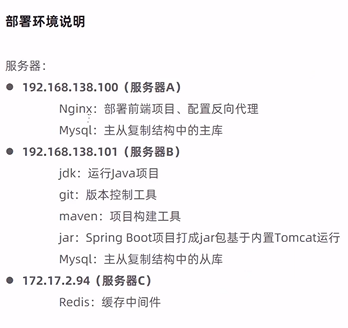 部署环境说明
服务器：
● 192.168.138.100（服务器A）
Nginx：部署前端项目、配置反向代理
Mysql：主从复制结构中的主库
● 192.168.138.101（服务器B）
jdk：运行Java项目
git：版本控制工具
maven：项目构建工具
jar：Spring Boot项目打成jar包基于内置Tomcat运行
Mysql：主从复制结构中的从库
● 172.17.2.94（服务器C）
Redis：缓存中间件